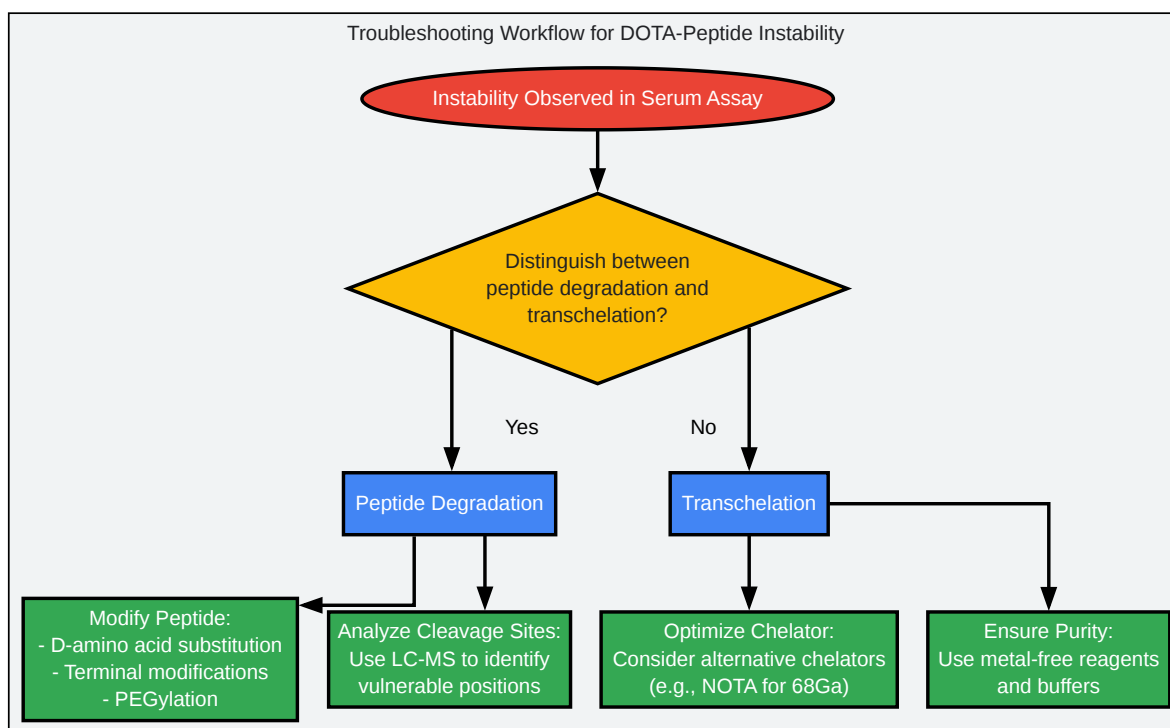 Troubleshooting Workflow for DOTA-Peptide Instability
Instability Observed in Serum Assay
Distinguish between
peptide degradation and
transchelation?
Yes
No
Peptide Degradation
Transchelation
Modify Peptide:
- D-amino acid substitution
- Terminal modifications
- PEGylation
Analyze Cleavage Sites:
Use LC-MS to identify
vulnerable positions
Optimize Chelator:
Consider alternative chelators
(e.g., NOTA for 68Ga)
Ensure Purity:
Use metal-free reagents
and buffers